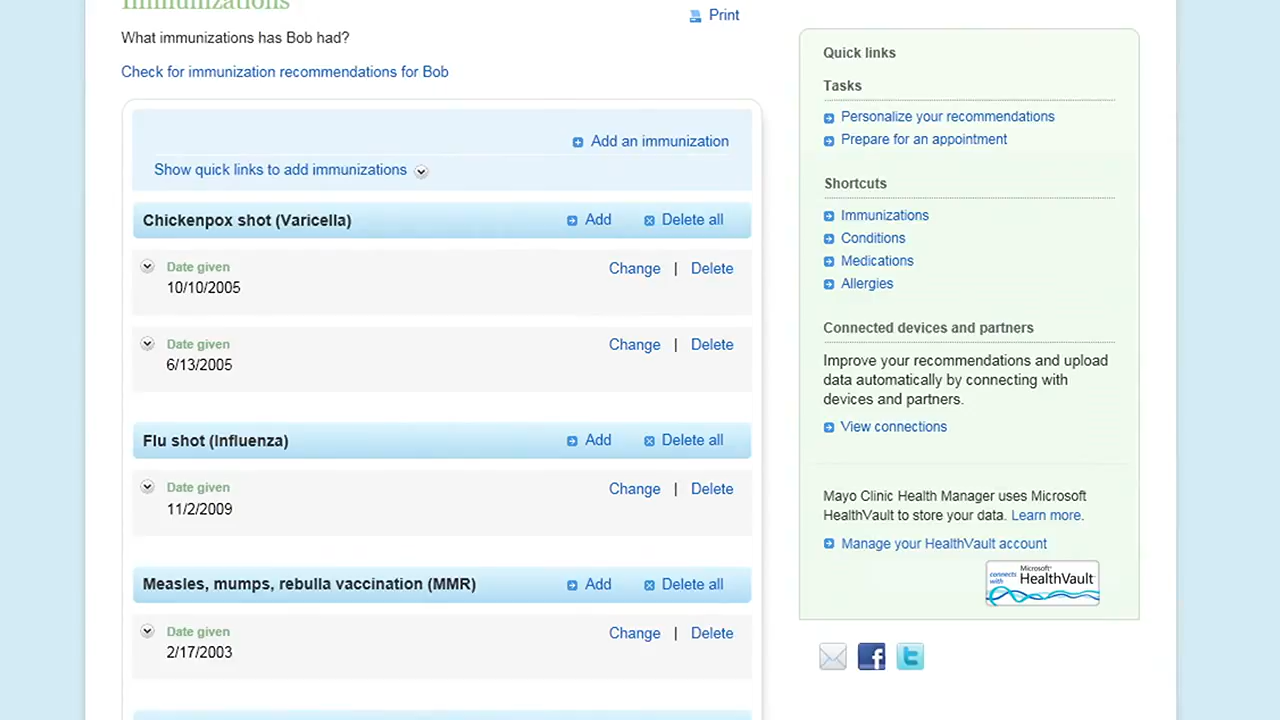 Immunizations
Print
What immunizations has Bob had?
Check for immunization recommendations for Bob
Add an immunization
Show quick links to add immunizations
Chickenpox shot (Varicella)
Add
Delete all
Date given
Change | Delete
10/10/2005
Date given
Change | Delete
6/13/2005
Flu shot (Influenza)
Add
Delete all
Date given
Change | Delete
11/2/2009
Measles, mumps, rebulla vaccination (MMR)
Add
Delete all
Date given
Change | Delete
2/17/2003
Quick links
Tasks
Personalize your recommendations
Prepare for an appointment
Shortcuts
Immunizations
Conditions
Medications
Allergies
Connected devices and partners
Improve your recommendations and upload
data automatically by connecting with
devices and partners.
View connections
Mayo Clinic Health Manager uses Microsoft
HealthVault to store your data. Learn more.
Manage your HealthVault account
connects with
Microsoft®
HealthVault